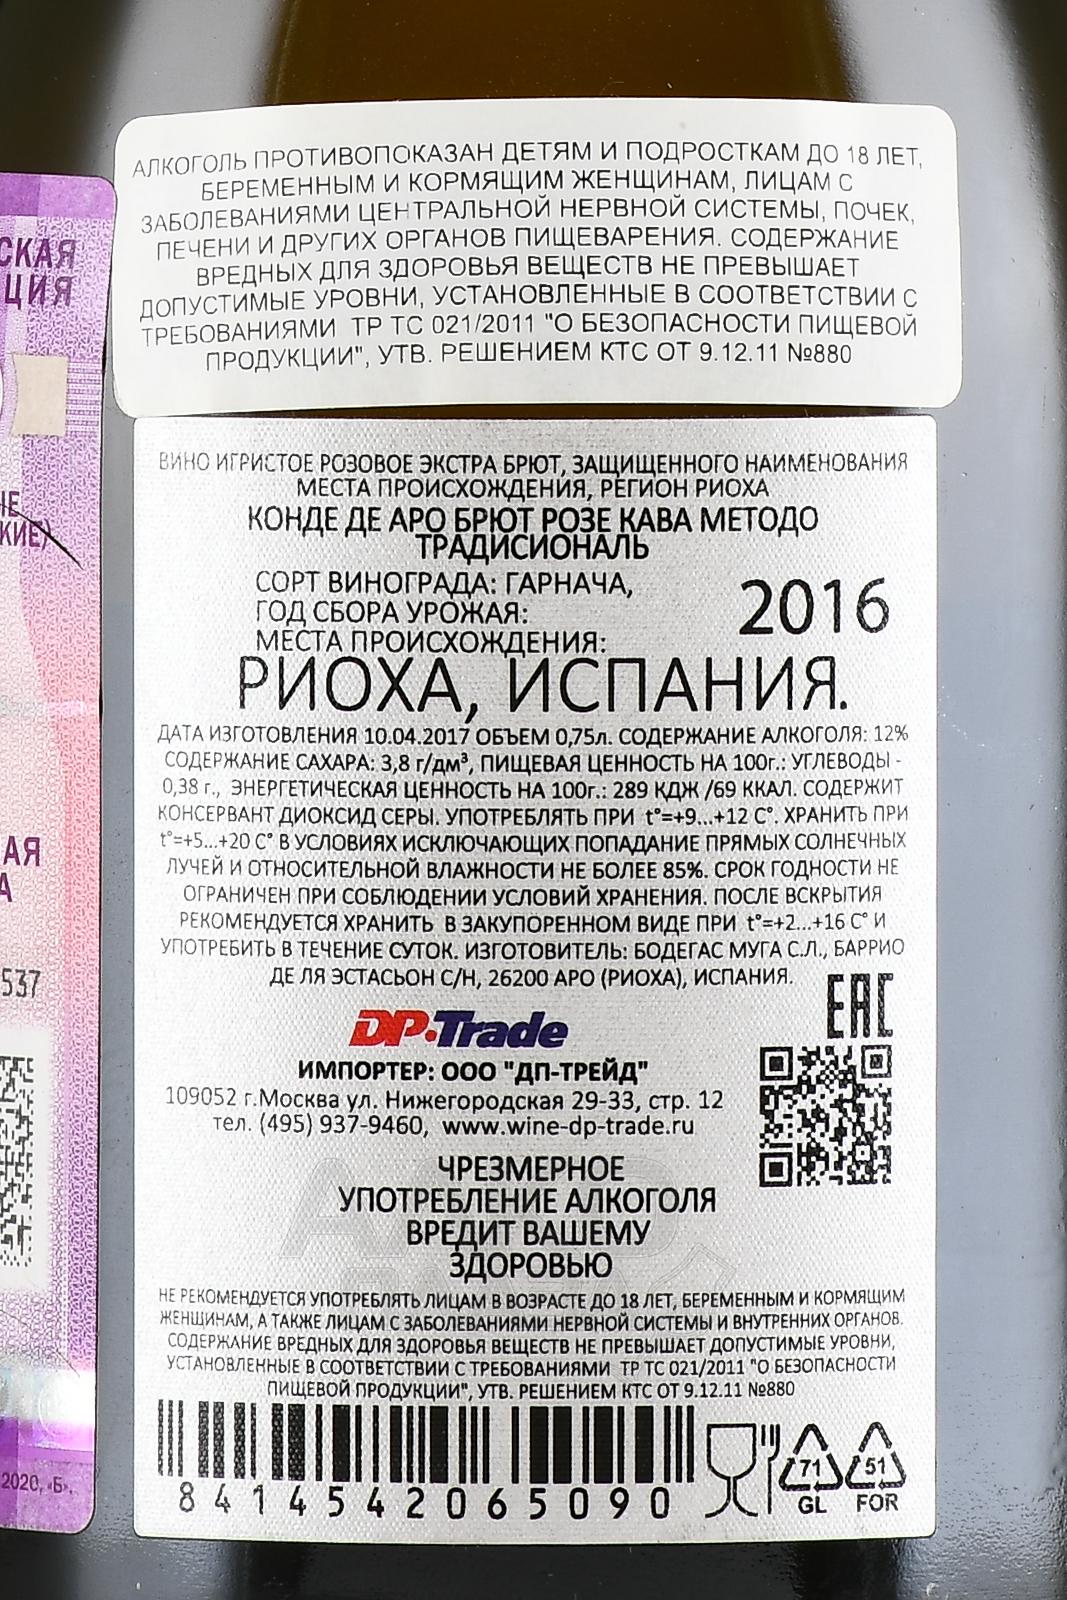 АЛКОГОЛЬ ПРОТИВОПОКАЗАН ДЕТЯМ И ПОДРОСТКАМ ДО 18 ЛЕТ,
БЕРЕМЕННЫМ И КОРМЯЩИМ ЖЕНЩИНАМ, ЛИЦАМ С
ЗАБОЛЕВАНИЯМИ ЦЕНТРАЛЬНОЙ НЕРВНОЙ СИСТЕМЫ, ПОЧЕК,
ПЕЧЕНИ И ДРУГИХ ОРГАНОВ ПИЩЕВАРЕНИЯ. СОДЕРЖАНИЕ
ВРЕДНЫХ ДЛЯ ЗДОРОВЬЯ ВЕЩЕСТВ НЕ ПРЕВЫШАЕТ
ДОПУСТИМЫЕ УРОВНИ, УСТАНОВЛЕННЫЕ В СООТВЕТСТВИИ С
ТРЕБОВАНИЯМИ ТР ТС 021/2011 "О БЕЗОПАСНОСТИ ПИЩЕВОЙ
ПРОДУКЦИИ", УТВ. РЕШЕНИЕМ КТС ОТ 9.12.11 №880
СКАЯ
ЦИЯ
КИЕ)
АЯ
А
537
2020, «Б».
ВИНО ИГРИСТОЕ РОЗОВОЕ ЭКСТРА БРЮТ, ЗАЩИЩЕННОГО НАИМЕНОВАНИЯ
МЕСТА ПРОИСХОЖДЕНИЯ, РЕГИОН РИОХА
КОНДЕ ДЕ АРО БРЮТ РОЗЕ КАВА МЕТОДО
ТРАДИСИОНАЛЬ
СОРТ ВИНОГРАДА: ГАРНАЧА,
ГОД СБОРА УРОЖАЯ: 2016
МЕСТА ПРОИСХОЖДЕНИЯ:
РИОХА, ИСПАНИЯ.
ДАТА ИЗГОТОВЛЕНИЯ 10.04.2017 ОБЪЕМ 0,75л. СОДЕРЖАНИЕ АЛКОГОЛЯ: 12%
СОДЕРЖАНИЕ САХАРА: 3,8 г/дм³, ПИЩЕВАЯ ЦЕННОСТЬ НА 100г.: УГЛЕВОДЫ -
0,38 г., ЭНЕРГЕТИЧЕСКАЯ ЦЕННОСТЬ НА 100г.: 289 КДЖ /69 ККАЛ. СОДЕРЖИТ
КОНСЕРВАНТ ДИОКСИД СЕРЫ. УПОТРЕБЛЯТЬ ПРИ t°=+9...+12 С°. ХРАНИТЬ ПРИ
t°=+5...+20 С° В УСЛОВИЯХ ИСКЛЮЧАЮЩИХ ПОПАДАНИЕ ПРЯМЫХ СОЛНЕЧНЫХ
ЛУЧЕЙ И ОТНОСИТЕЛЬНОЙ ВЛАЖНОСТИ НЕ БОЛЕЕ 85%. СРОК ГОДНОСТИ НЕ
ОГРАНИЧЕН ПРИ СОБЛЮДЕНИИ УСЛОВИЙ ХРАНЕНИЯ. ПОСЛЕ ВСКРЫТИЯ
РЕКОМЕНДУЕТСЯ ХРАНИТЬ В ЗАКУПОРЕННОМ ВИДЕ ПРИ t°=+2...+16 С° И
УПОТРЕБИТЬ В ТЕЧЕНИЕ СУТОК. ИЗГОТОВИТЕЛЬ: БОДЕГАС МУГА С.Л., БАРРИО
ДЕ ЛЯ ЭСТАСЬОН С/Н, 26200 АРО (РИОХА), ИСПАНИЯ.
EAC
DP-Trade
ИМПОРТЕР: ООО "ДП-ТРЕЙД"
109052 г.Москва ул. Нижегородская 29-33, стр. 12
тел. (495) 937-9460, www.wine-dp-trade.ru
ЧРЕЗМЕРНОЕ
УПОТРЕБЛЕНИЕ АЛКОГОЛЯ
ВРЕДИТ ВАШЕМУ
ЗДОРОВЬЮ
НЕ РЕКОМЕНДУЕТСЯ УПОТРЕБЛЯТЬ ЛИЦАМ В ВОЗРАСТЕ ДО 18 ЛЕТ, БЕРЕМЕННЫМ И КОРМЯЩИМ
ЖЕНЩИНАМ, А ТАКЖЕ ЛИЦАМ С ЗАБОЛЕВАНИЯМИ НЕРВНОЙ СИСТЕМЫ И ВНУТРЕННИХ ОРГАНОВ.
СОДЕРЖАНИЕ ВРЕДНЫХ ДЛЯ ЗДОРОВЬЯ ВЕЩЕСТВ НЕ ПРЕВЫШАЕТ ДОПУСТИМЫЕ УРОВНИ,
УСТАНОВЛЕННЫЕ В СООТВЕТСТВИИ С ТРЕБОВАНИЯМИ ТР ТС 021/2011 "О БЕЗОПАСНОСТИ
ПИЩЕВОЙ ПРОДУКЦИИ", УТВ. РЕШЕНИЕМ КТС ОТ 9.12.11 №880
8414542065090
71 51
GL FOR